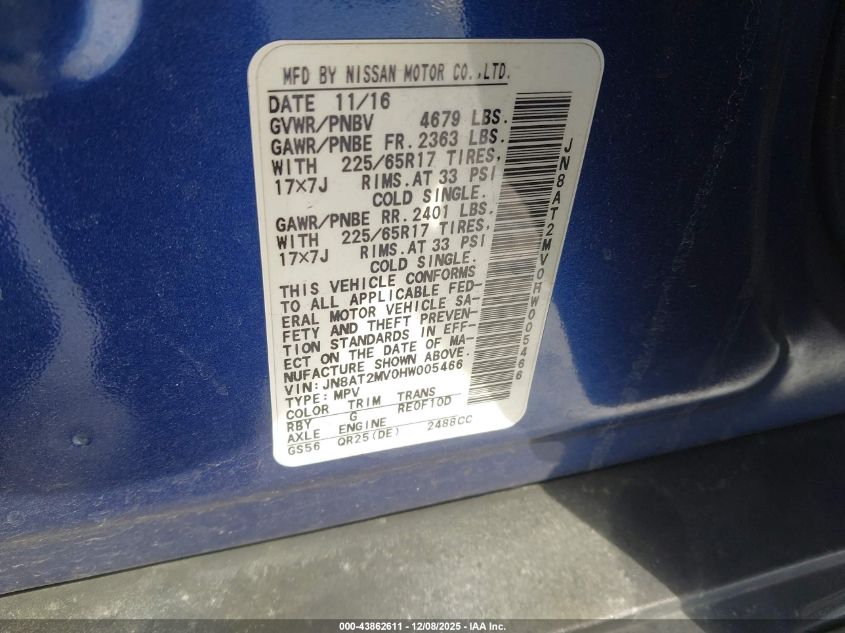 MFD BY NISSAN MOTOR CO.,LTD.
DATE 11/16
GVWR/PNBV 4679 LBS.
GAWR/PNBE FR. 2363 LBS.
WITH 225/65R17 TIRES,
17×7J RIMS.AT 33 PSI
COLD SINGLE.
GAWR/PNBE RR. 2401 LBS.
WITH 225/65R17 TIRES,
17×7J RIMS.AT 33 PSI
COLD SINGLE.
THIS VEHICLE CONFORMS
TO ALL APPLICABLE FED-
ERAL MOTOR VEHICLE SA-
FETY AND THEFT PREVEN-
TION STANDARDS IN EFF-
ECT ON THE DATE OF MA-
NUFACTURE SHOWN ABOVE.
VIN: JN8AT2MV0HW005466
TYPE: MPV
COLOR TRIM TRANS
RBY G RE0F10D
AXLE ENGINE
GS56 QR25(DE) 2488CC
JN8AT2MV0HW005466
000-43862611 - 12/08/2025 - IAA Inc.